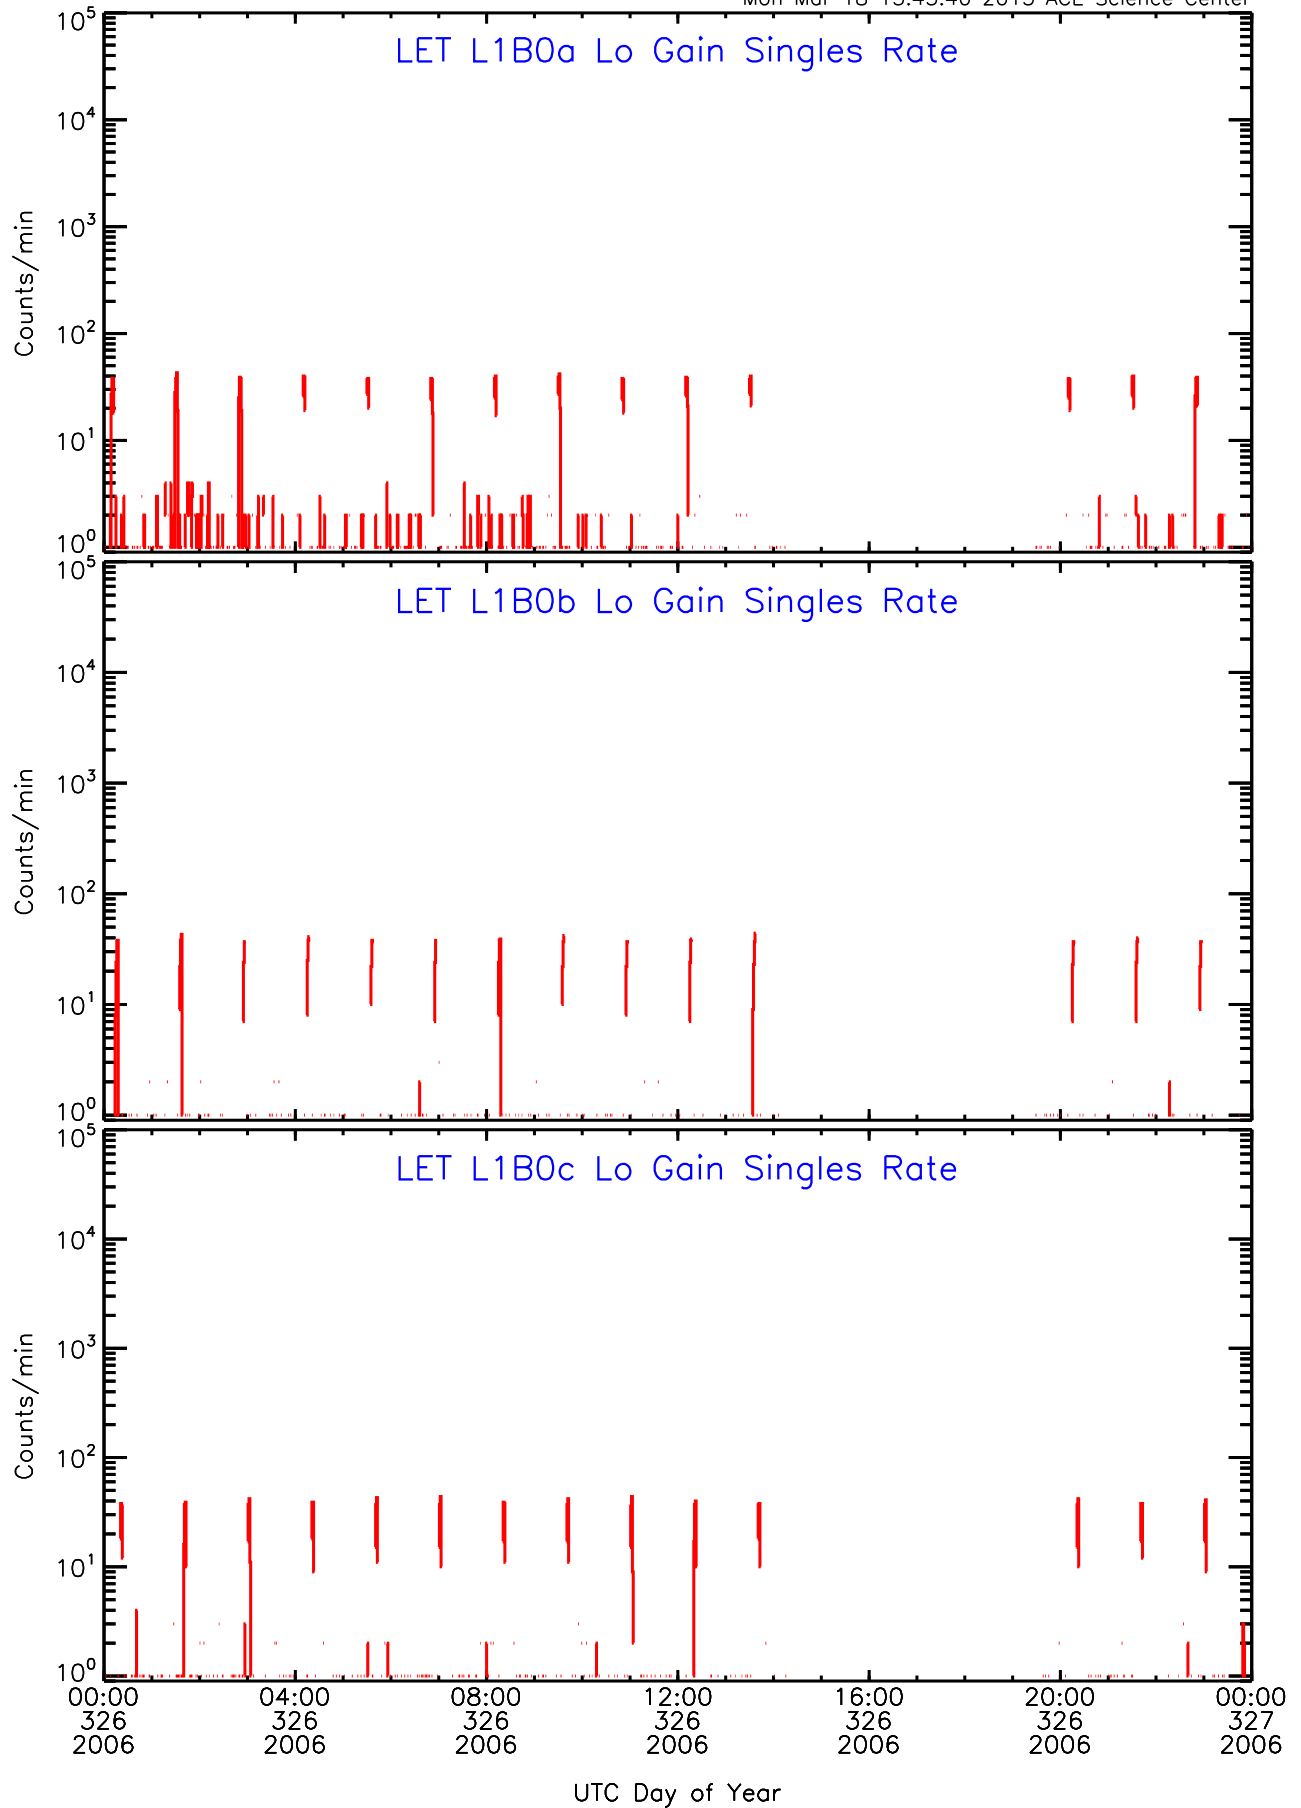 LET L1B0a Lo Gain Singles Rate
10^5
10^4
10^3
10^2
10^1
10^0
Counts/min
LET L1B0b Lo Gain Singles Rate
10^5
10^4
10^3
10^2
10^1
10^0
Counts/min
LET L1B0c Lo Gain Singles Rate
10^5
10^4
10^3
10^2
10^1
10^0
Counts/min
00:00 04:00 08:00 12:00 16:00 20:00 00:00
326 326 326 326 326 326 327
2006 2006 2006 2006 2006 2006 2006
UTC Day of Year